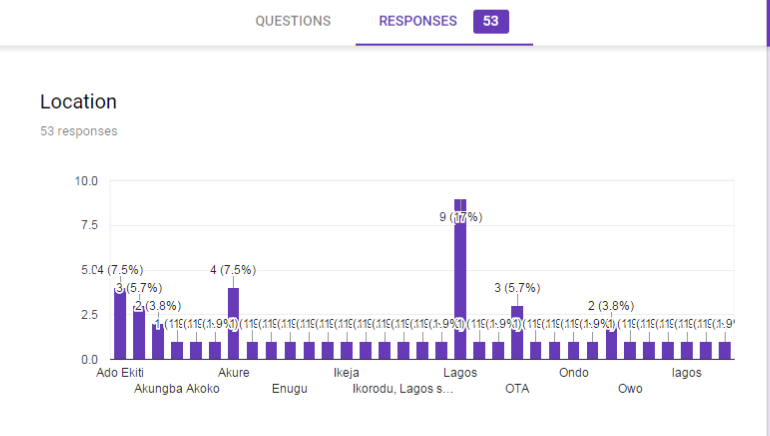 QUESTIONS RESPONSES 53
Location
53 responses
10.0
7.5
5.0
2.5
0.0
4 (7.5%)
3 (5.7%)
2 (3.8%)
4 (7.5%)
9 (17%)
3 (5.7%)
2 (3.8%)
Ado Ekiti Akure Ikeja Lagos Ondo lagos
Akungba Akoko Enugu Ikorodu, Lagos s… OTA Owo